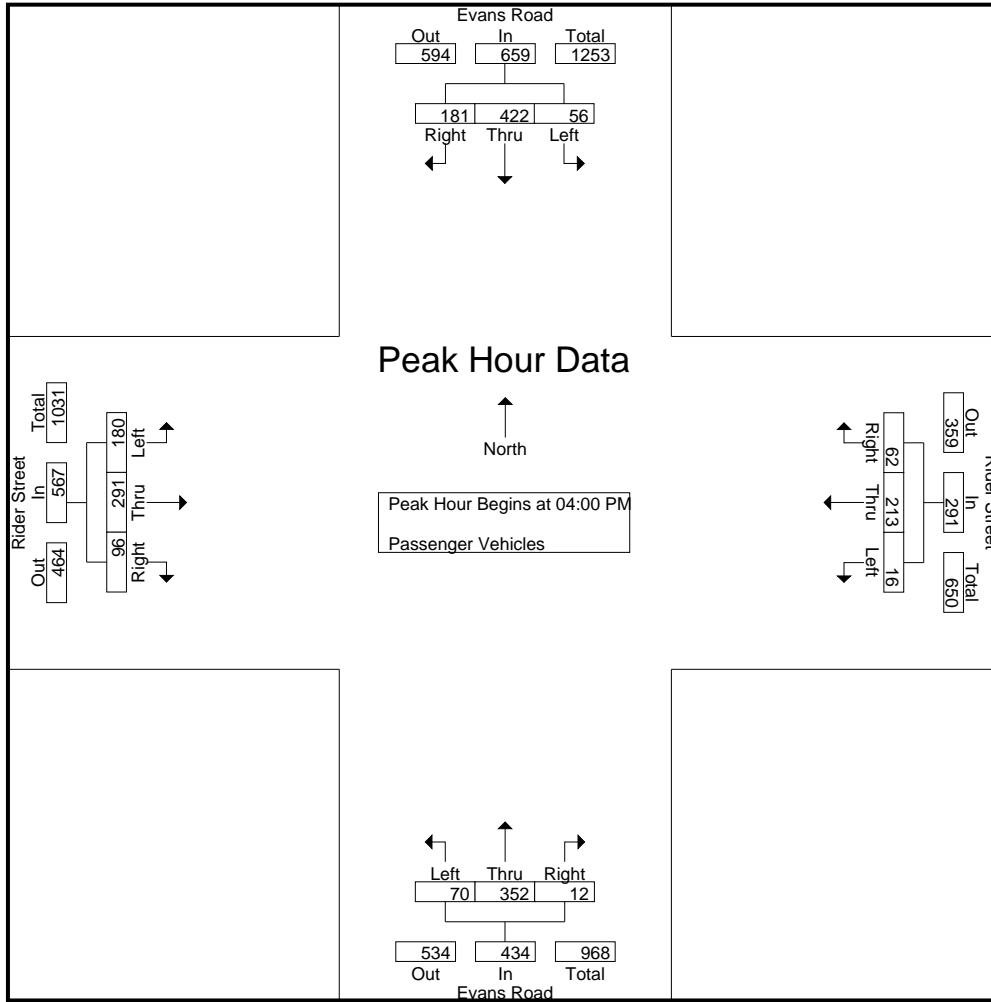 Evans Road
Out In Total
594 659 1253
181 422 56
Right Thru Left
Peak Hour Data
North
Peak Hour Begins at 04:00 PM
Passenger Vehicles
Rider Street
Total In Out
1031 567 464
180 291 96
Left Thru Right
Right Thru Left
62 213 16
359 291 650
Out In Total
Rider Street
Left Thru Right
70 352 12
534 434 968
Out In Total
Evans Road